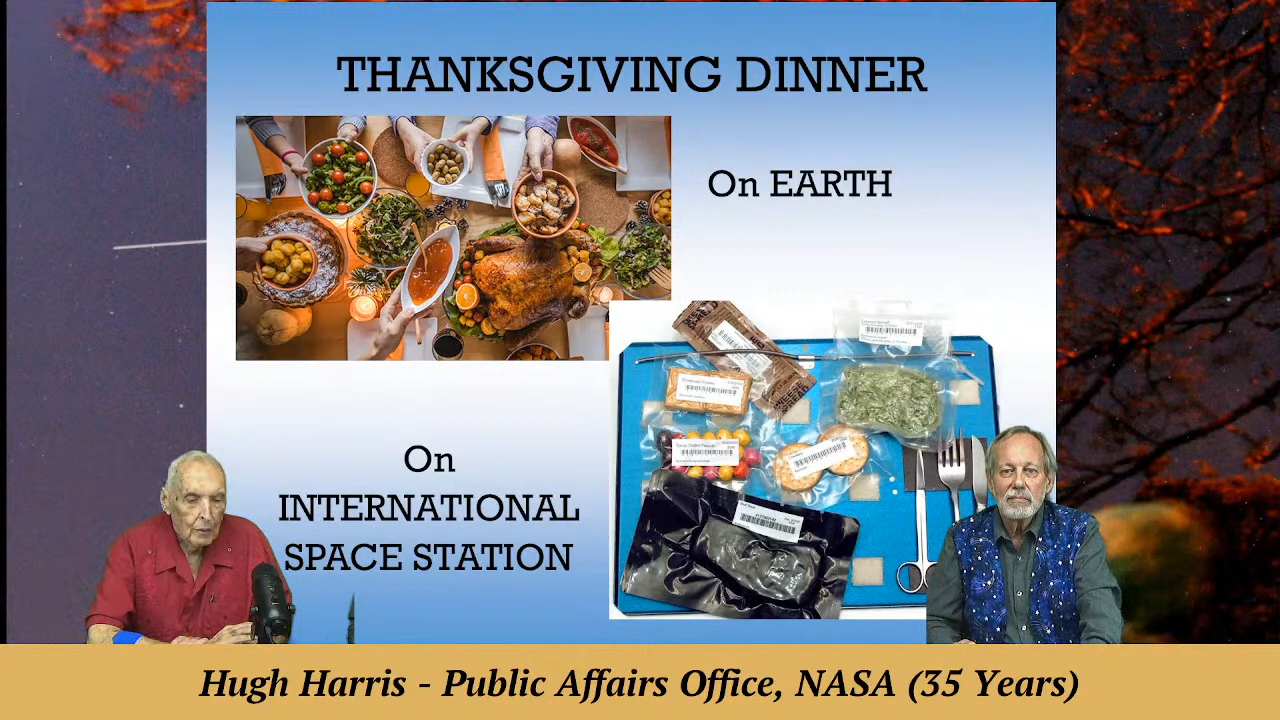 THANKSGIVING DINNER
On EARTH
On
INTERNATIONAL
SPACE STATION
Hugh Harris - Public Affairs Office, NASA (35 Years)